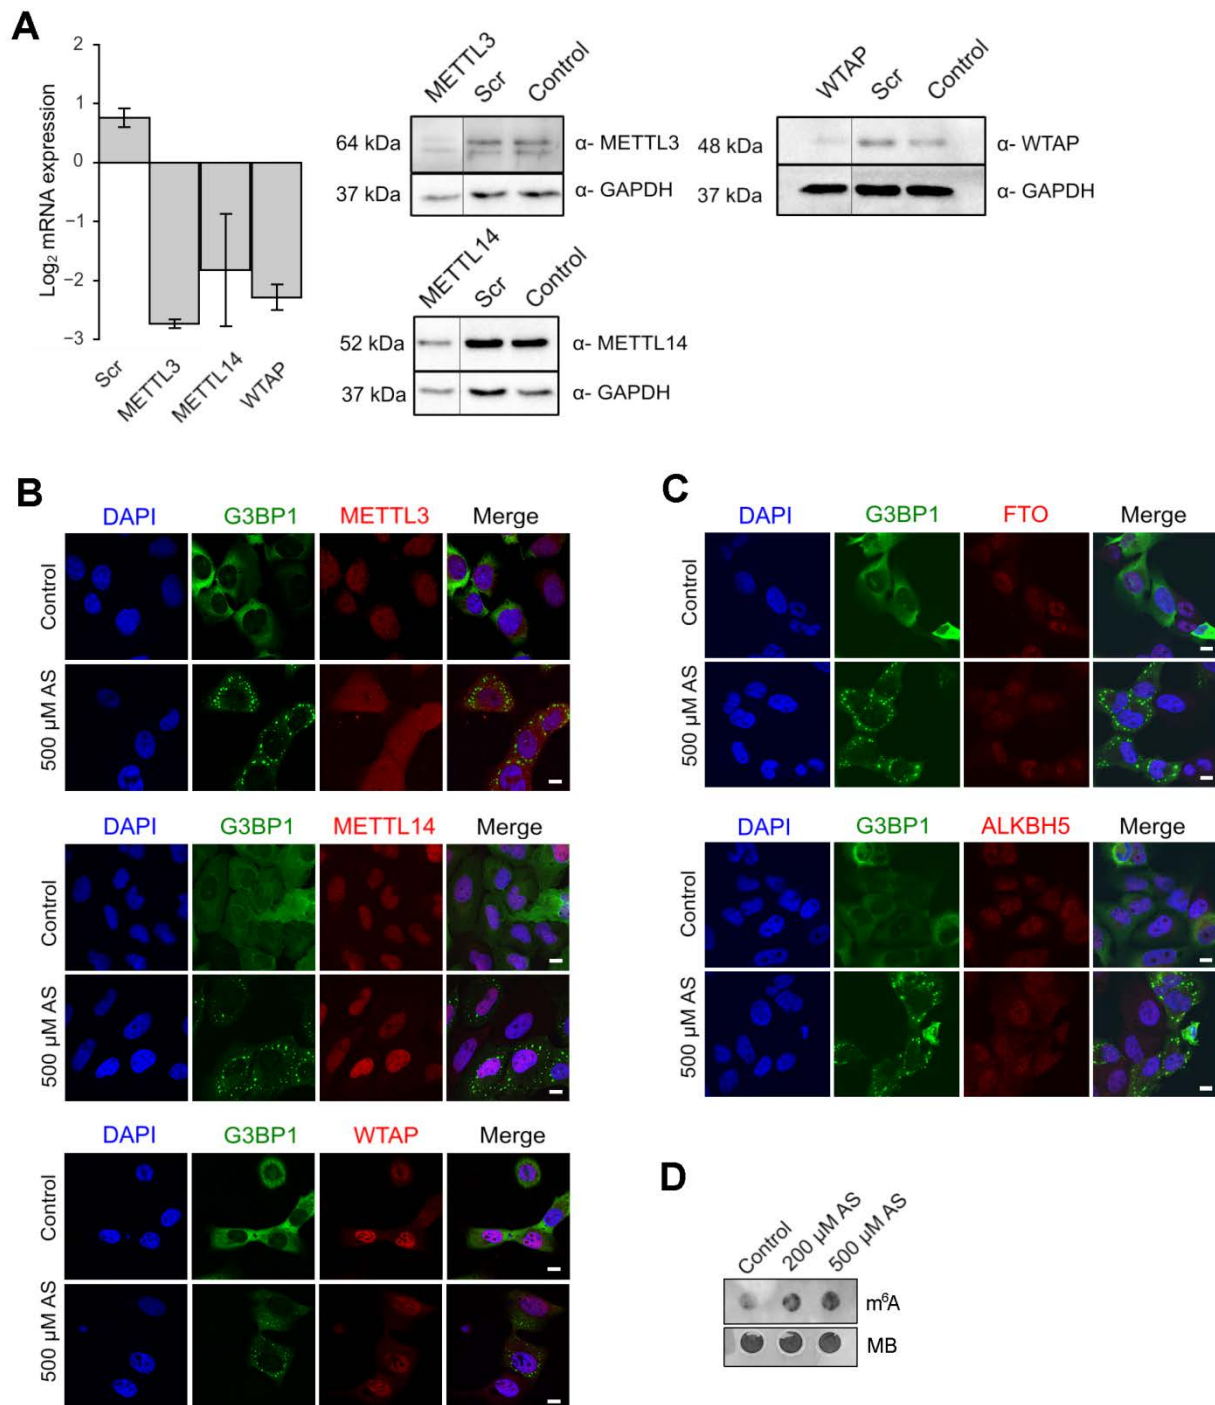 A
2
1
0
−1
−2
−3
Log₂ mRNA expression
Scr
METTL3
METTL14
WTAP
METTL3 Scr Control
64 kDa α- METTL3
37 kDa α- GAPDH
WTAP Scr Control
48 kDa α- WTAP
37 kDa α- GAPDH
METTL14 Scr Control
52 kDa α- METTL14
37 kDa α- GAPDH
B
DAPI G3BP1 METTL3 Merge
Control
500 µM AS
DAPI G3BP1 METTL14 Merge
Control
500 µM AS
DAPI G3BP1 WTAP Merge
Control
500 µM AS
C
DAPI G3BP1 FTO Merge
Control
500 µM AS
DAPI G3BP1 ALKBH5 Merge
Control
500 µM AS
D
Control 200 µM AS 500 µM AS
m⁶A
MB